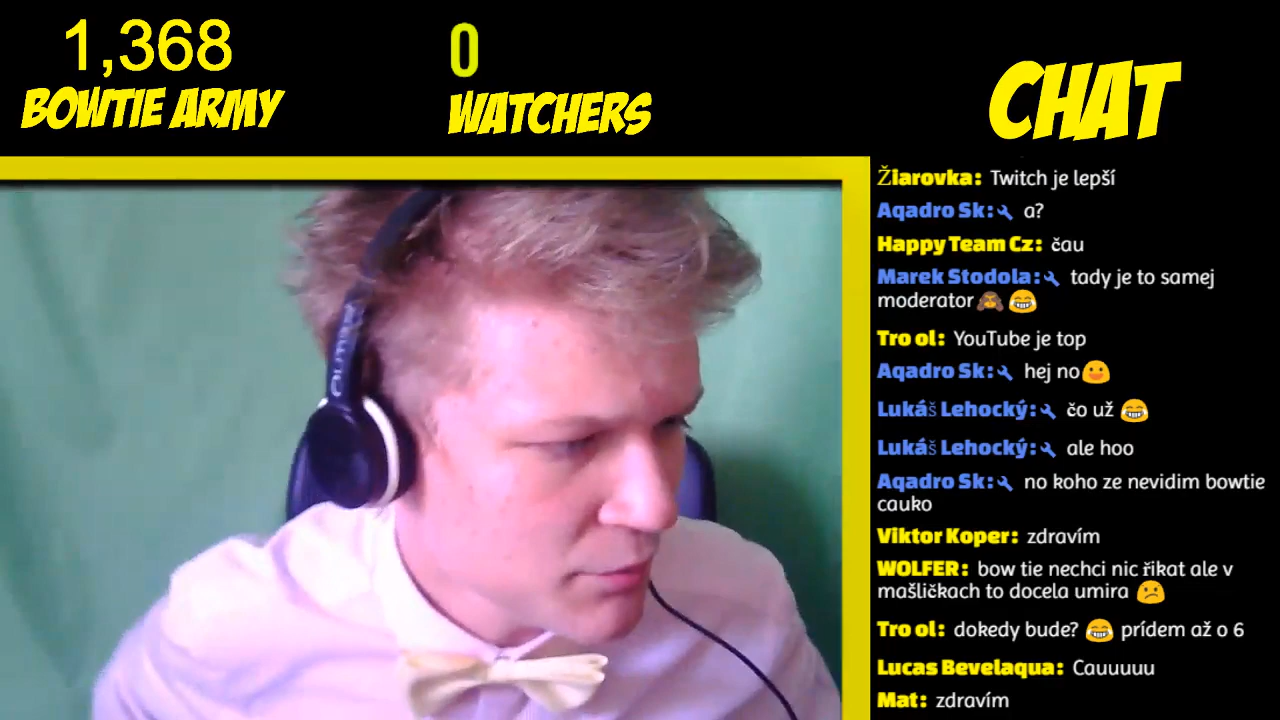 1,368
BOWTIE ARMY
0
WATCHERS
CHAT
Žiarovka: Twitch je lepší
Aqadro Sk: a?
Happy Team Cz: čau
Marek Stodola: tady je to samej
moderator🙈😂
Tro ol: YouTube je top
Aqadro Sk: hej no😃
Lukáš Lehocký: čo už 😂
Lukáš Lehocký: ale hoo
Aqadro Sk: no koho ze nevidim bowtie
cauko
Viktor Koper: zdravím
WOLFER: bow tie nechci nic řikat ale v
mašličkach to docela umira 😕
Tro ol: dokedy bude? 😂 prídem až o 6
Lucas Bevelaqua: Cauuuuu
Mat: zdravím